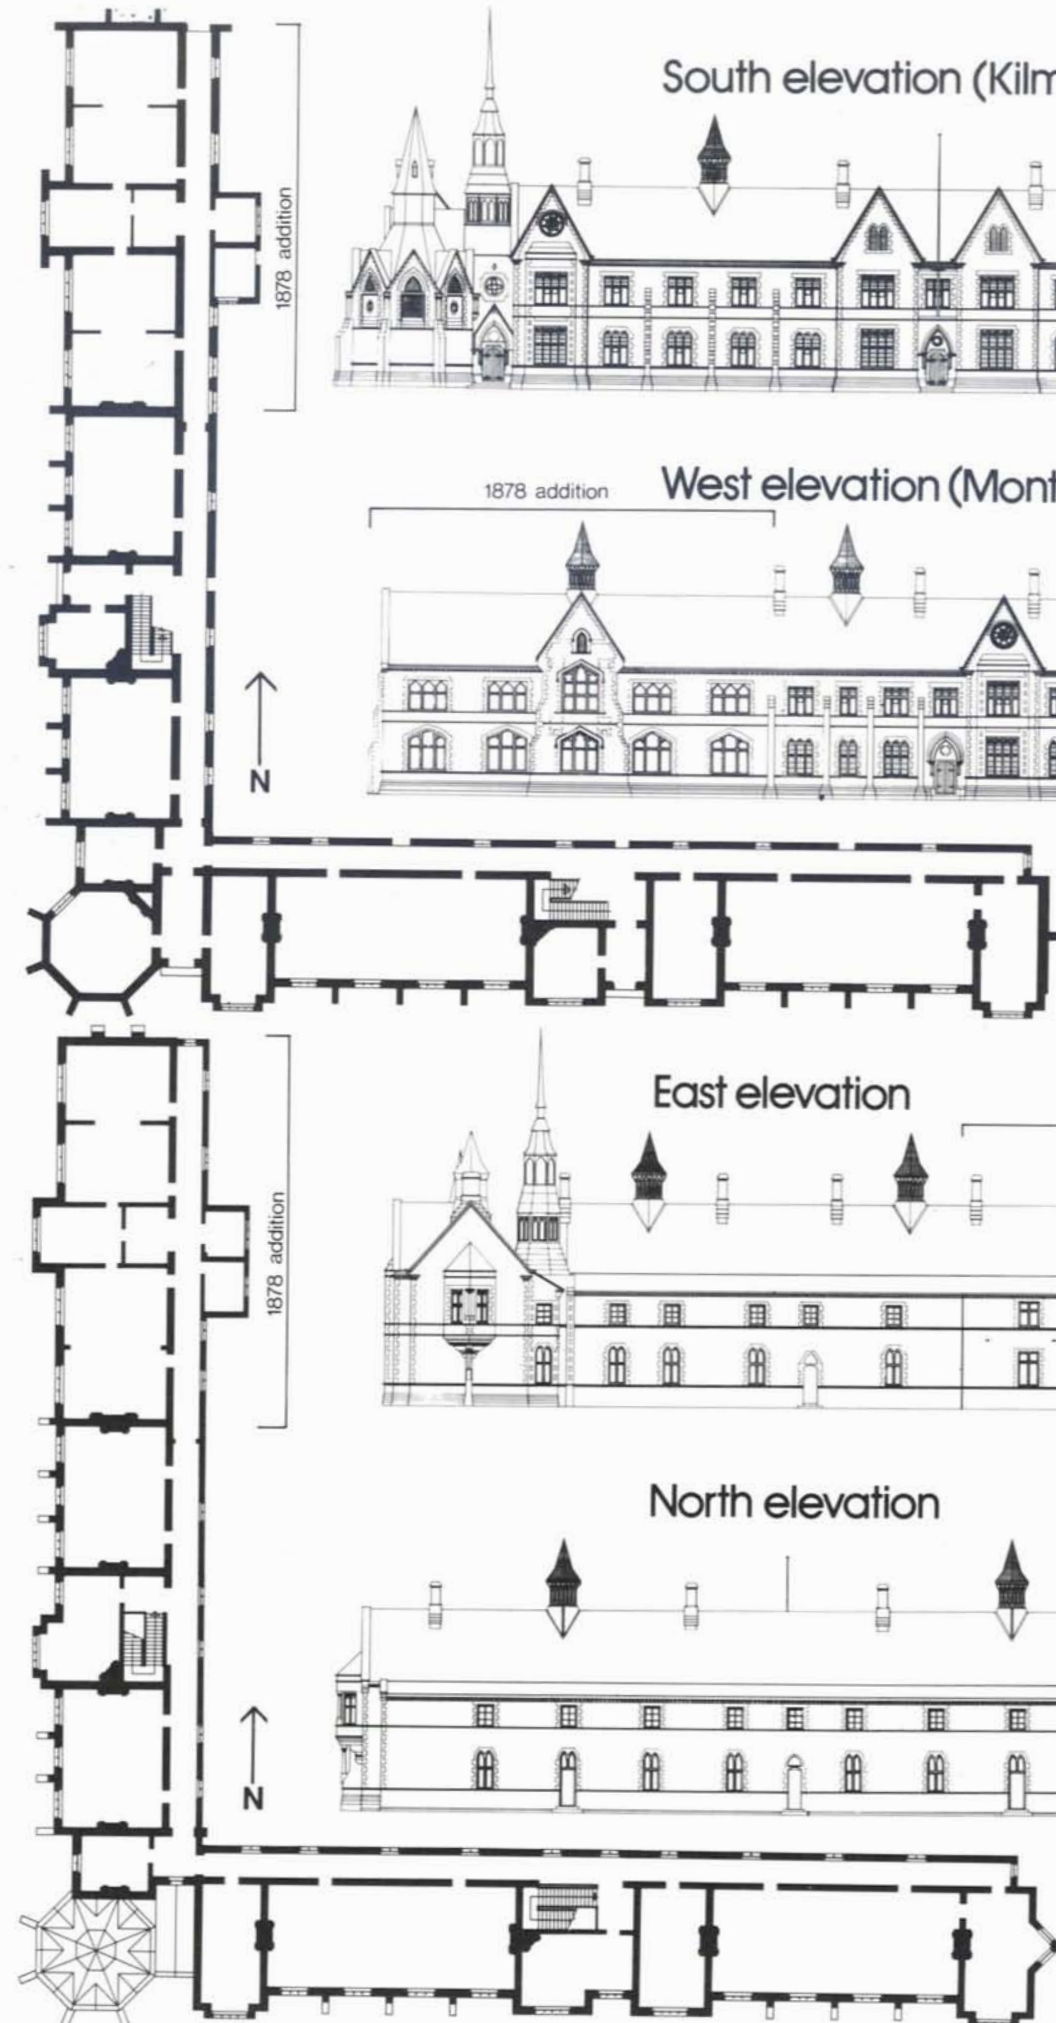 South elevation (Kilm
1878 addition
1878 addition
West elevation (Mont
N
East elevation
1878 addition
North elevation
N